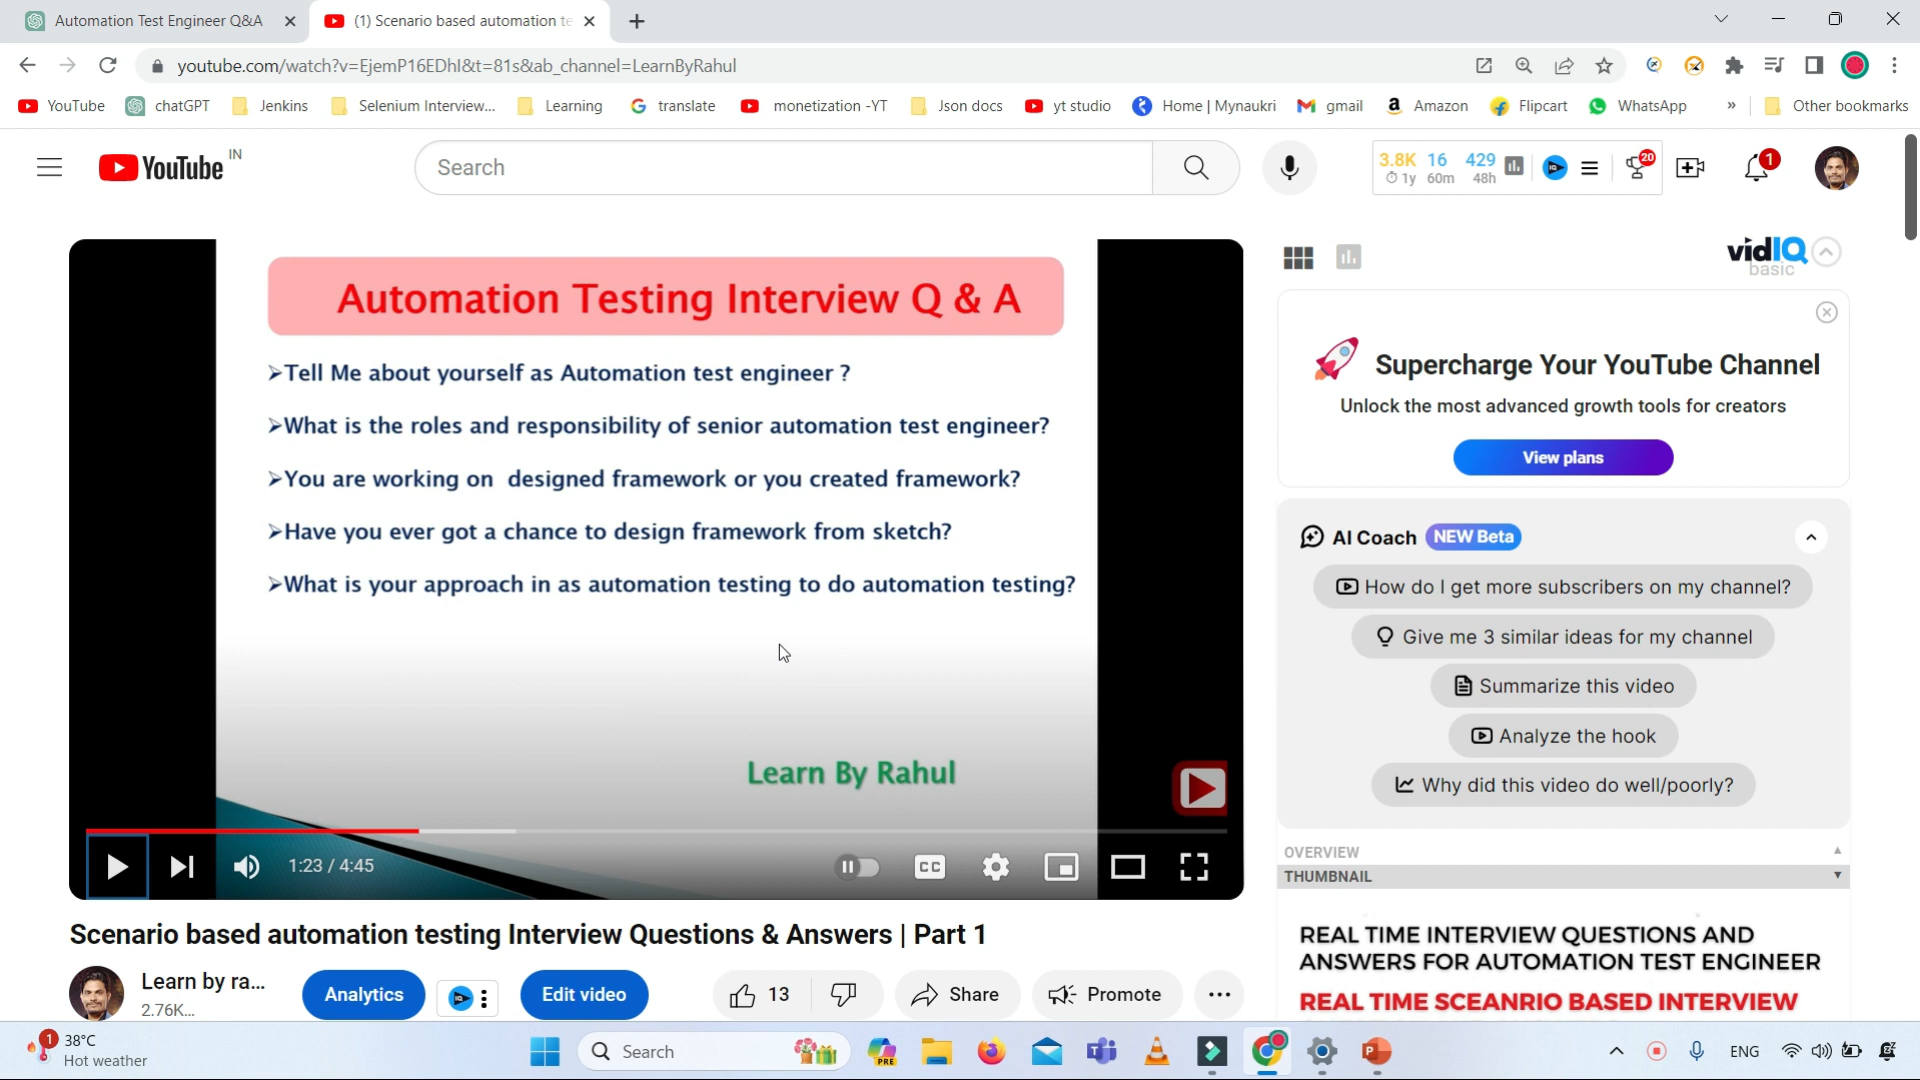 Automation Test Engineer Q&A
(1) Scenario based automation te
youtube.com/watch?v=EjemP16EDhI&t=81s&ab_channel=LearnByRahul
YouTube chatGPT Jenkins Selenium Interview... Learning translate monetization -YT Json docs yt studio Home | Mynaukri gmail Amazon Flipcart WhatsApp » Other bookmarks
YouTube IN
Search
3.8K 16 429
1y 60m 48h
20
1
Automation Testing Interview Q & A
➢Tell Me about yourself as Automation test engineer ?
➢What is the roles and responsibility of senior automation test engineer?
➢You are working on designed framework or you created framework?
➢Have you ever got a chance to design framework from sketch?
➢What is your approach in as automation testing to do automation testing?
Learn By Rahul
1:23 / 4:45
CC
vidIQ
basic
Supercharge Your YouTube Channel
Unlock the most advanced growth tools for creators
View plans
AI Coach NEW Beta
How do I get more subscribers on my channel?
Give me 3 similar ideas for my channel
Summarize this video
Analyze the hook
Why did this video do well/poorly?
OVERVIEW
THUMBNAIL
REAL TIME INTERVIEW QUESTIONS AND
ANSWERS FOR AUTOMATION TEST ENGINEER
REAL TIME SCEANRIO BASED INTERVIEW
Scenario based automation testing Interview Questions & Answers | Part 1
Learn by ra...
2.76K...
Analytics
Edit video
13
Share
Promote
1
38°C
Hot weather
Search
PRE
ENG